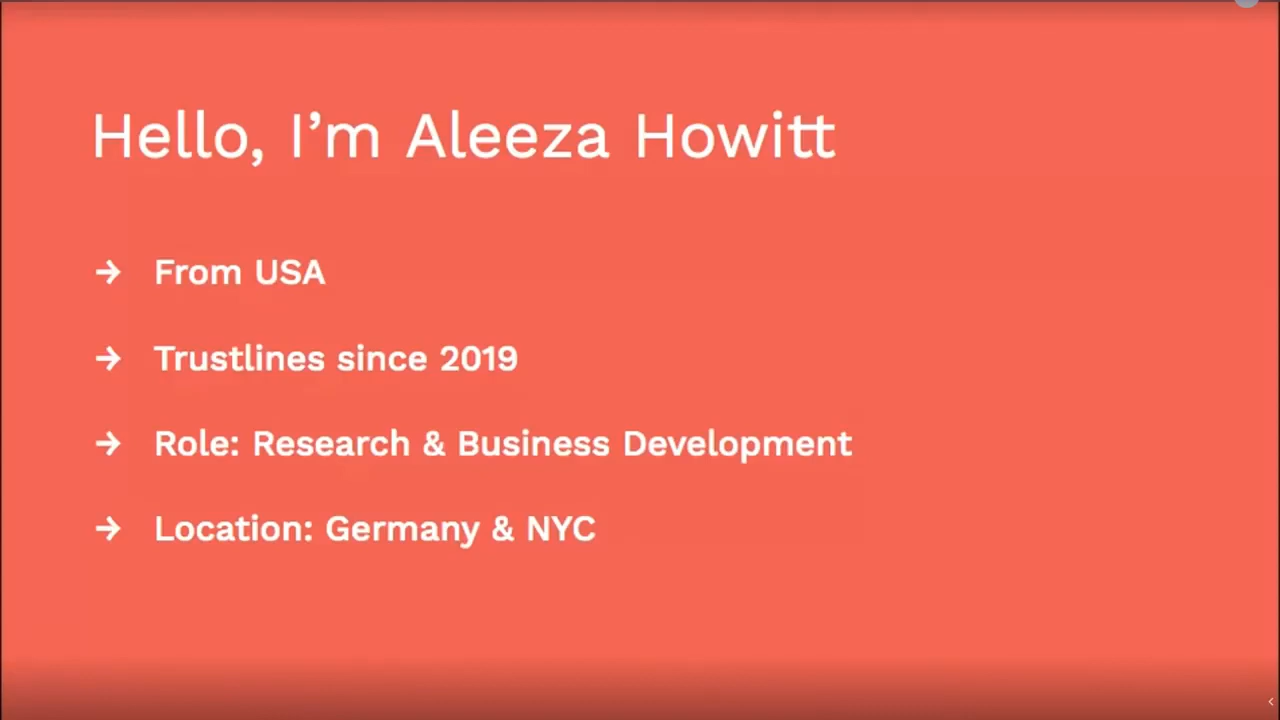 Hello, I’m Aleeza Howitt
→ From USA
→ Trustlines since 2019
→ Role: Research & Business Development
→ Location: Germany & NYC